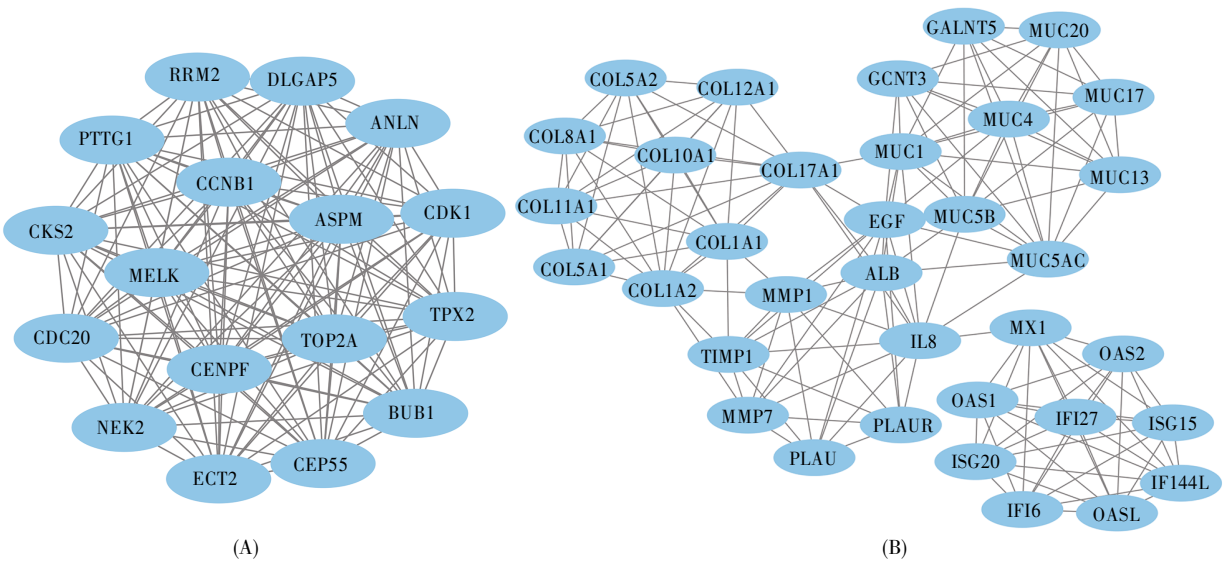 RRM2
DLGAP5
ANLN
PTTG1
CCNB1
ASPM
CDK1
CKS2
MELK
TPX2
CDC20
TOP2A
CENPF
BUB1
NEK2
CEP55
ECT2
(A)
GALNT5
MUC20
COL5A2
COL12A1
GCNT3
MUC17
MUC4
COL8A1
COL10A1
MUC1
COL17A1
MUC13
COL11A1
EGF
MUC5B
COL1A1
COL5A1
ALB
MUC5AC
COL1A2
MMP1
MX1
IL8
TIMP1
OAS2
OAS1
MMP7
IFI27
ISG15
PLAUR
PLAU
ISG20
IF144L
IFI6
OASL
(B)